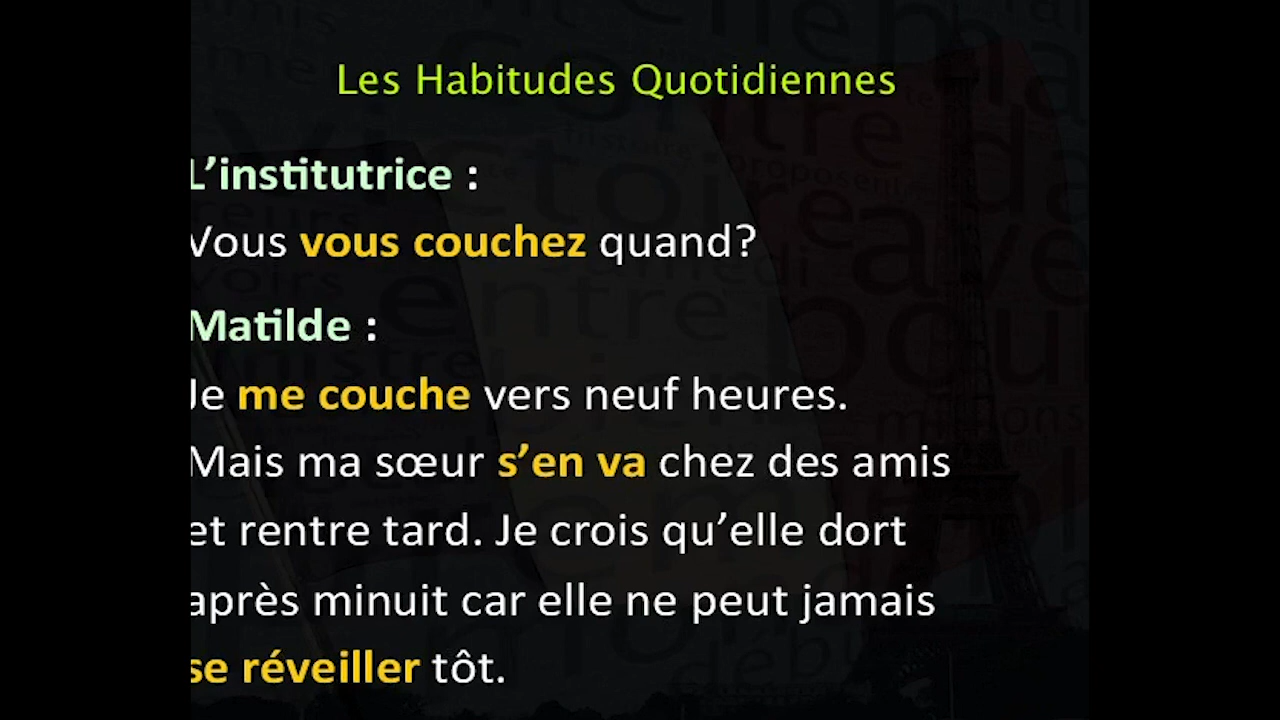 Les Habitudes Quotidiennes
L’institutrice :
Vous vous couchez quand?
Matilde :
Je me couche vers neuf heures.
Mais ma sœur s’en va chez des amis
et rentre tard. Je crois qu’elle dort
après minuit car elle ne peut jamais
se réveiller tôt.